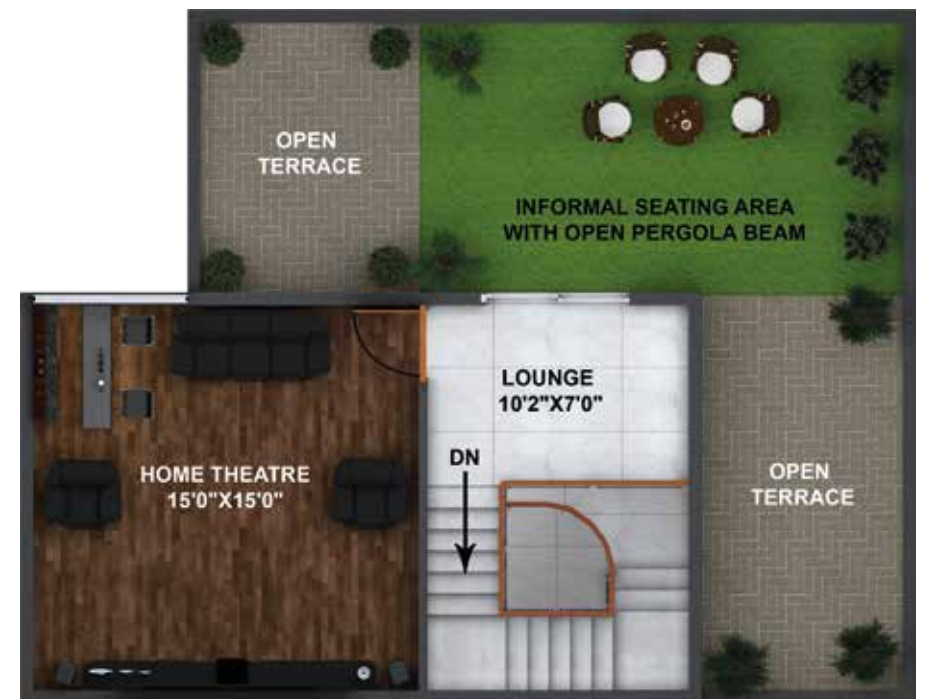 OPEN
TERRACE
INFORMAL SEATING AREA
WITH OPEN PERGOLA BEAM
LOUNGE
10'2"X7'0"
DN
HOME THEATRE
15'0"X15'0"
OPEN
TERRACE